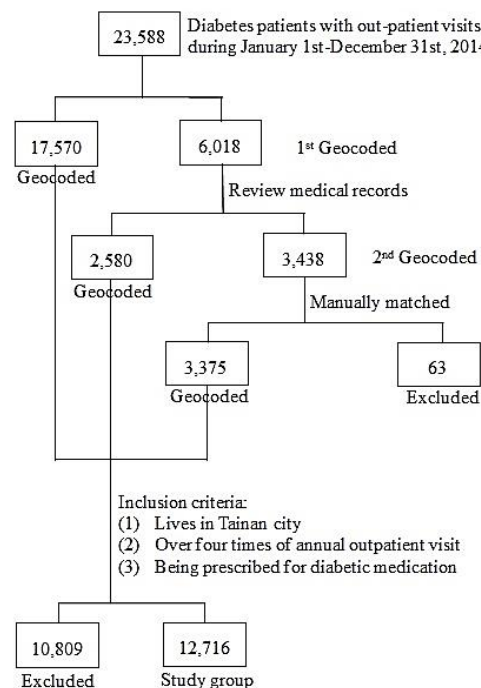 23,588
Diabetes patients with out-patient visits
during January 1st-December 31st, 2014
17,570
Geocoded
6,018
1st Geocoded
Review medical records
2,580
Geocoded
3,438
2nd Geocoded
Manually matched
3,375
Geocoded
63
Excluded
Inclusion criteria:
(1) Lives in Tainan city
(2) Over four times of annual outpatient visit
(3) Being prescribed for diabetic medication
10,809
Excluded
12,716
Study group